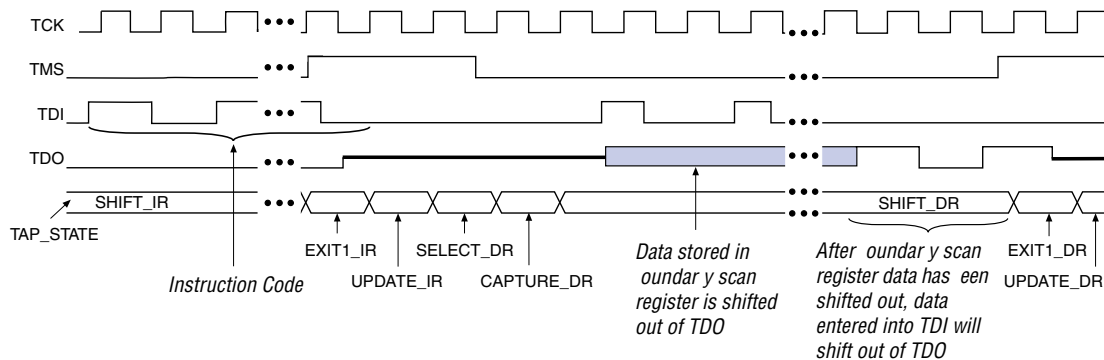 TCK
TMS
TDI
TDO
SHIFT_IR
SHIFT_DR
TAP_STATE
EXIT1_IR
SELECT_DR
EXIT1_DR
UPDATE_IR
CAPTURE_DR
UPDATE_DR
Instruction Code
Data stored in
oundar y scan
register is shifted
out of TDO
After oundar y scan
register data has een
shifted out, data
entered into TDI will
shift out of TDO